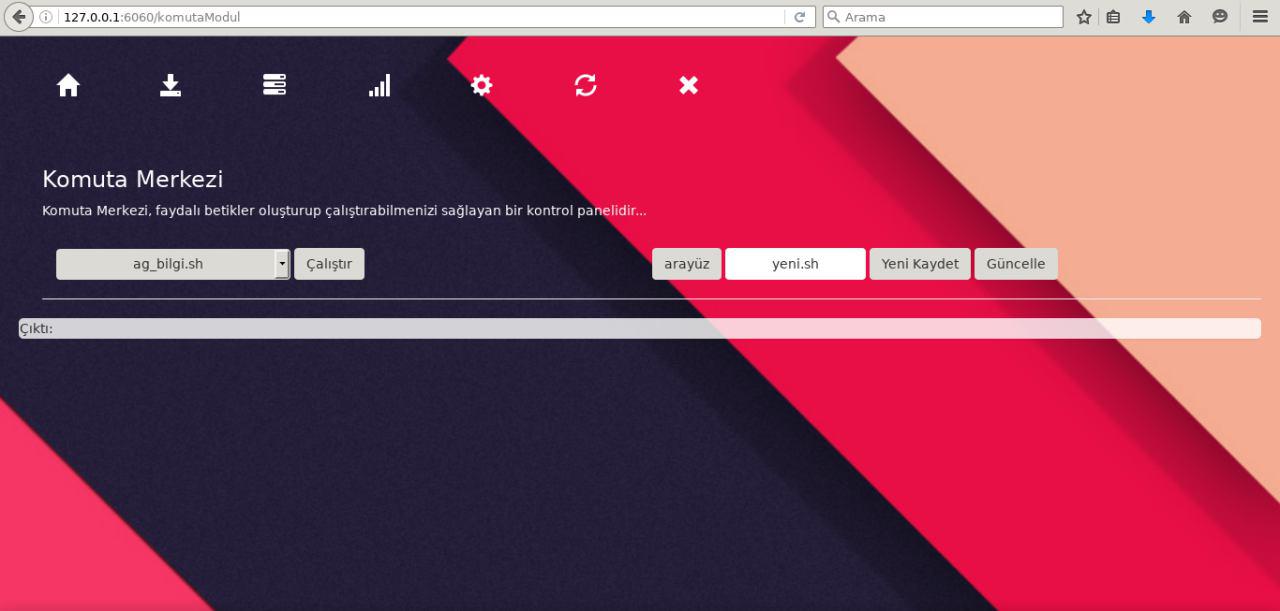 127.0.0.1:6060/komutaModul
Arama
Komuta Merkezi
Komuta Merkezi, faydalı betikler oluşturup çalıştırabilmenizi sağlayan bir kontrol panelidir...
ag_bilgi.sh Çalıştır arayüz yeni.sh Yeni Kaydet Güncelle
Çıktı: